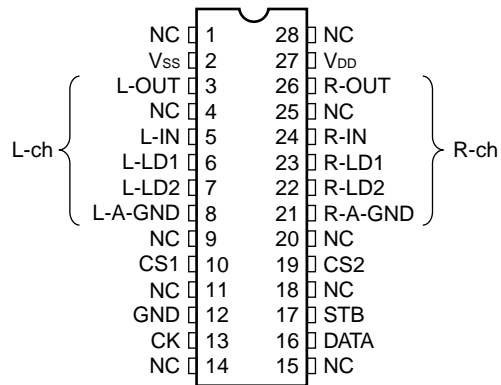 NC 1 28 NC
VSS 2 27 VDD
L-OUT 3 26 R-OUT
NC 4 25 NC
L-IN 5 24 R-IN
L-ch L-LD1 6 23 R-LD1 R-ch
L-LD2 7 22 R-LD2
L-A-GND 8 21 R-A-GND
NC 9 20 NC
CS1 10 19 CS2
NC 11 18 NC
GND 12 17 STB
CK 13 16 DATA
NC 14 15 NC